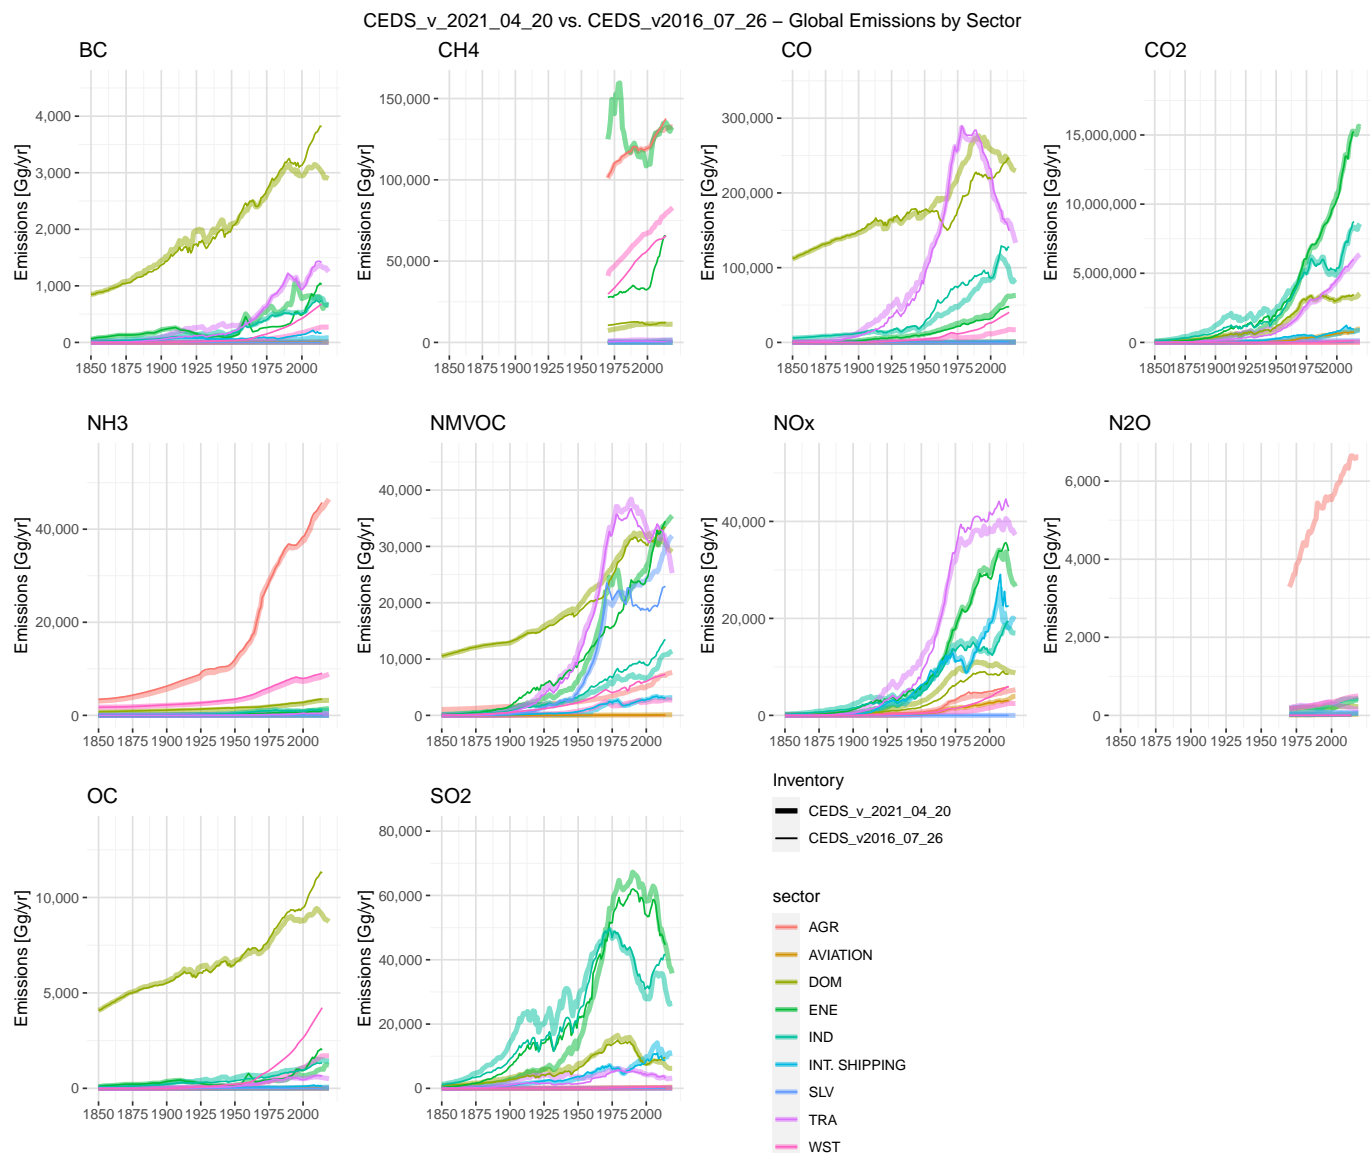 CEDS_v_2021_04_20 vs. CEDS_v2016_07_26 – Global Emissions by Sector
BC
CH4
CO
CO2
Emissions [Gg/yr]
4,000
3,000
2,000
1,000
0
1850 1875 1900 1925 1950 1975 2000
Emissions [Gg/yr]
150,000
100,000
50,000
0
1850 1875 1900 1925 1950 1975 2000
Emissions [Gg/yr]
300,000
200,000
100,000
0
1850 1875 1900 1925 1950 1975 2000
Emissions [Gg/yr]
15,000,000
10,000,000
5,000,000
0
1850 1875 1900 1925 1950 1975 2000
NH3
NMVOC
NOx
N2O
Emissions [Gg/yr]
40,000
20,000
0
1850 1875 1900 1925 1950 1975 2000
Emissions [Gg/yr]
40,000
30,000
20,000
10,000
0
1850 1875 1900 1925 1950 1975 2000
Emissions [Gg/yr]
40,000
20,000
0
1850 1875 1900 1925 1950 1975 2000
Emissions [Gg/yr]
6,000
4,000
2,000
0
1850 1875 1900 1925 1950 1975 2000
OC
SO2
Emissions [Gg/yr]
10,000
5,000
0
1850 1875 1900 1925 1950 1975 2000
Emissions [Gg/yr]
80,000
60,000
40,000
20,000
0
1850 1875 1900 1925 1950 1975 2000
Inventory
CEDS_v_2021_04_20
CEDS_v2016_07_26
sector
AGR
AVIATION
DOM
ENE
IND
INT. SHIPPING
SLV
TRA
WST